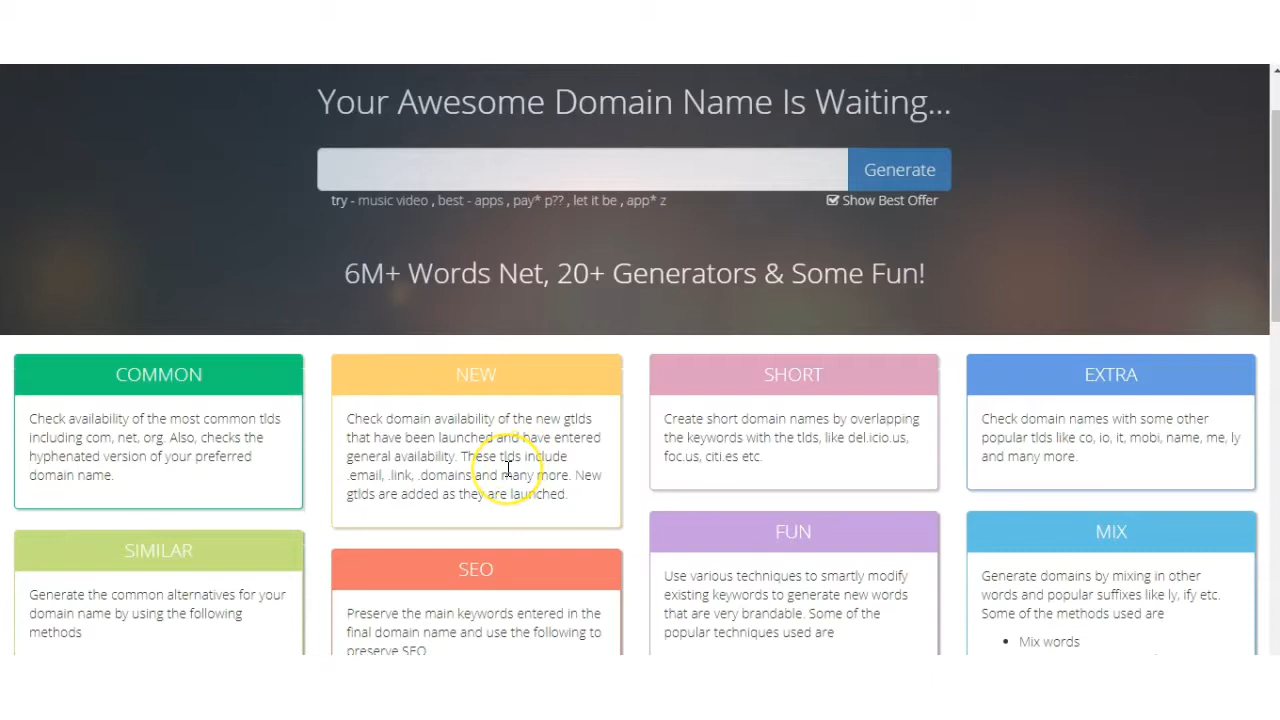 Your Awesome Domain Name Is Waiting...
Generate
try - music video , best - apps , pay* p?? , let it be , app* z
Show Best Offer
6M+ Words Net, 20+ Generators & Some Fun!
COMMON
Check availability of the most common tlds
including com, net, org. Also, checks the
hyphenated version of your preferred
domain name.
NEW
Check domain availability of the new gtlds
that have been launched and have entered
general availability. These tlds include
.email, .link, .domains and many more. New
gtlds are added as they are launched.
SHORT
Create short domain names by overlapping
the keywords with the tlds, like del.icio.us,
foc.us, citi.es etc.
EXTRA
Check domain names with some other
popular tlds like co, io, it, mobi, name, me, ly
and many more.
SIMILAR
Generate the common alternatives for your
domain name by using the following
methods
SEO
Preserve the main keywords entered in the
final domain name and use the following to
preserve SEO
FUN
Use various techniques to smartly modify
existing keywords to generate new words
that are very brandable. Some of the
popular techniques used are
MIX
Generate domains by mixing in other
words and popular suffixes like ly, ify etc.
Some of the methods used are
• Mix words